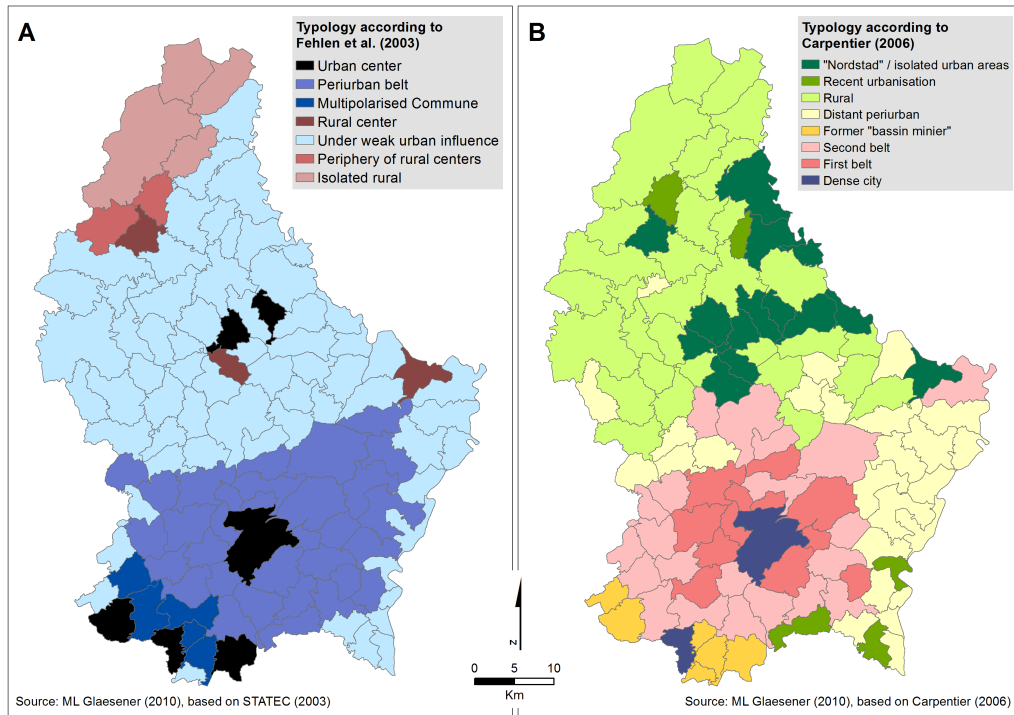 A
Typology according to
Fehlen et al. (2003)
Urban center
Periurban belt
Multipolarised Commune
Rural center
Under weak urban influence
Periphery of rural centers
Isolated rural
Source: ML Glaesener (2010), based on STATEC (2003)
B
Typology according to
Carpentier (2006)
"Nordstad" / isolated urban areas
Recent urbanisation
Rural
Distant periurban
Former "bassin minier"
Second belt
First belt
Dense city
N
0 5 10
Km
Source: ML Glaesener (2010), based on Carpentier (2006)